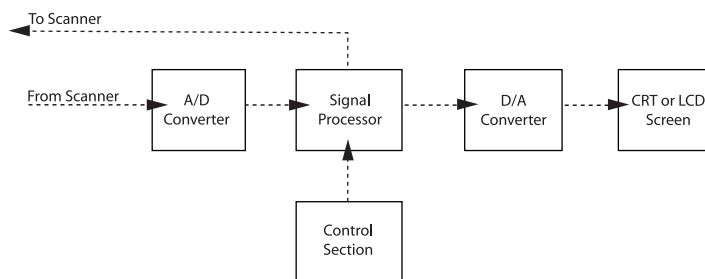 To Scanner
From Scanner
A/D
Converter
Signal
Processor
D/A
Converter
CRT or LCD
Screen
Control
Section